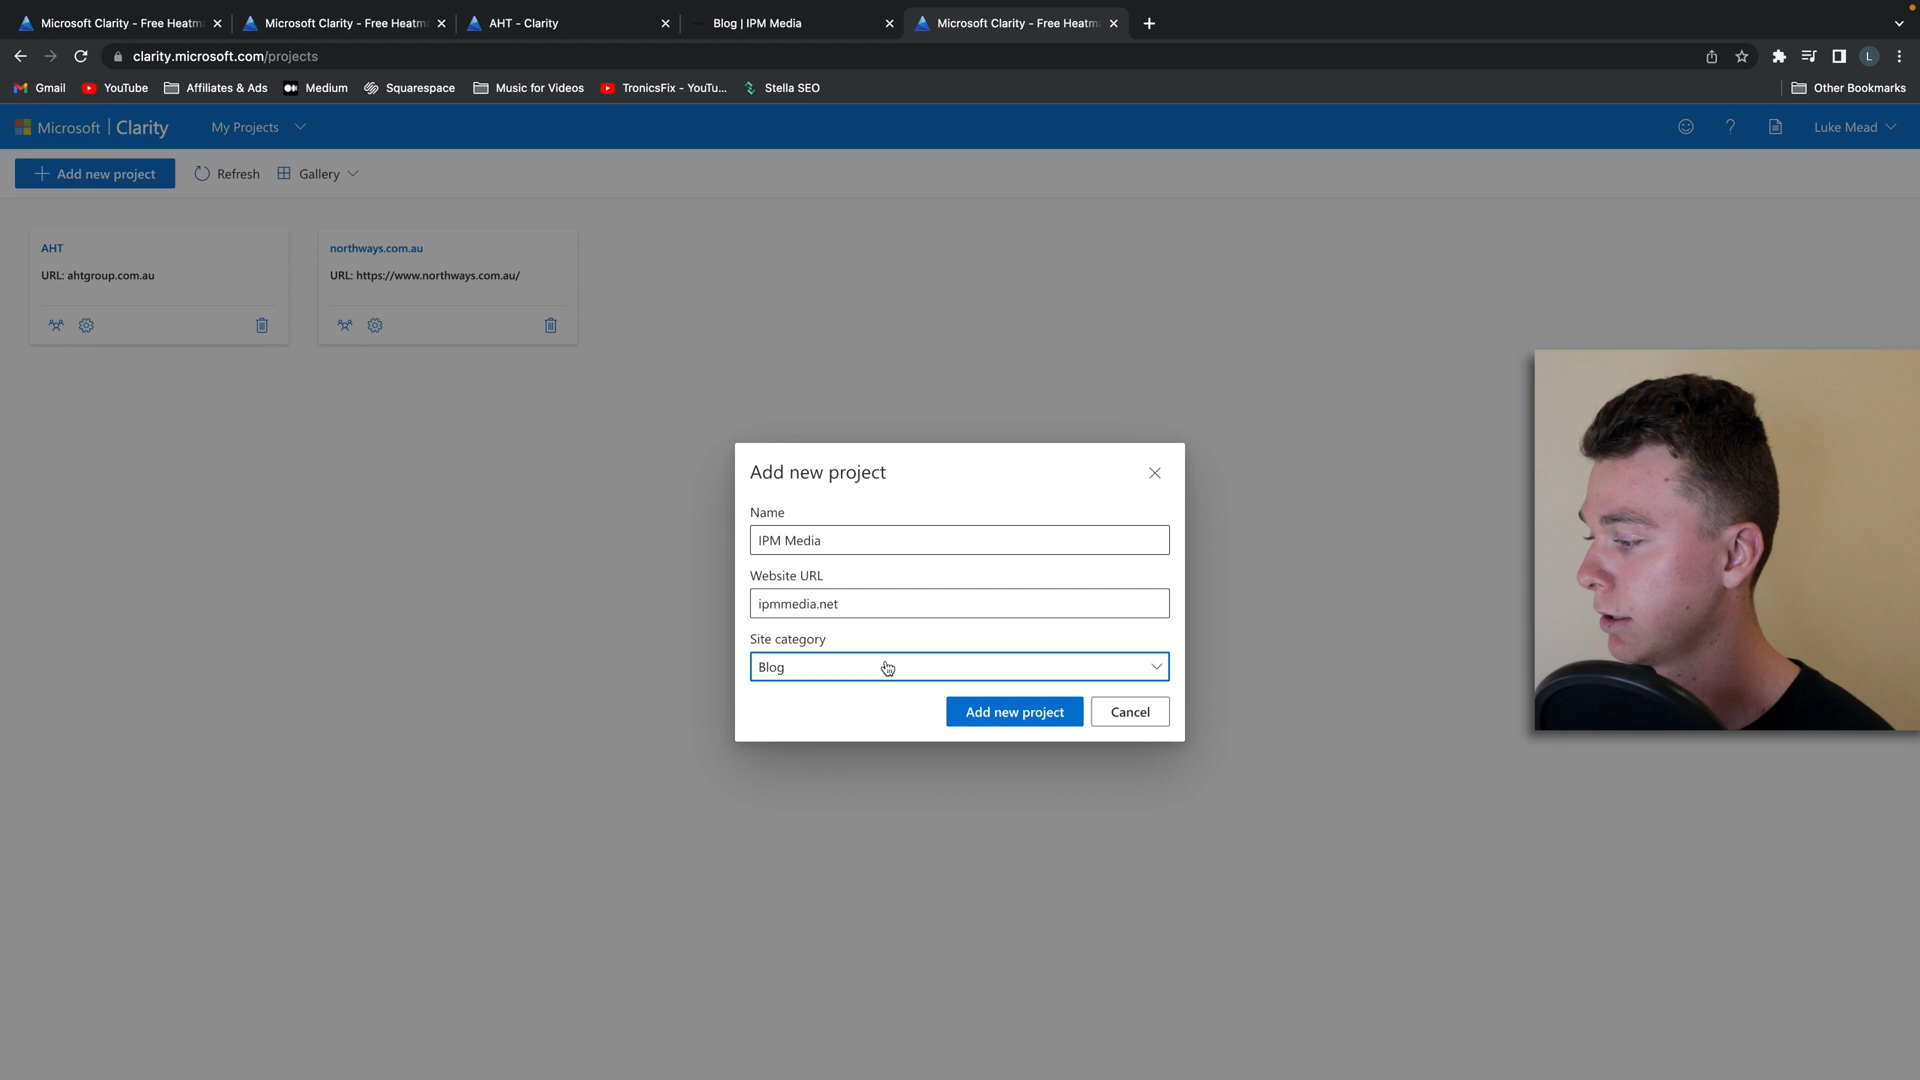 Microsoft Clarity - Free Heatm
Microsoft Clarity - Free Heatm
AHT - Clarity
Blog | IPM Media
Microsoft Clarity - Free Heatm
clarity.microsoft.com/projects
L
Gmail
YouTube
Affiliates & Ads
Medium
Squarespace
Music for Videos
TronicsFix - YouTu...
Stella SEO
Other Bookmarks
Microsoft | Clarity
My Projects
?
Luke Mead
+ Add new project
Refresh
Gallery
AHT
URL: ahtgroup.com.au
northways.com.au
URL: https://www.northways.com.au/
Add new project
Name
IPM Media
Website URL
ipmmedia.net
Site category
Blog
Add new project
Cancel